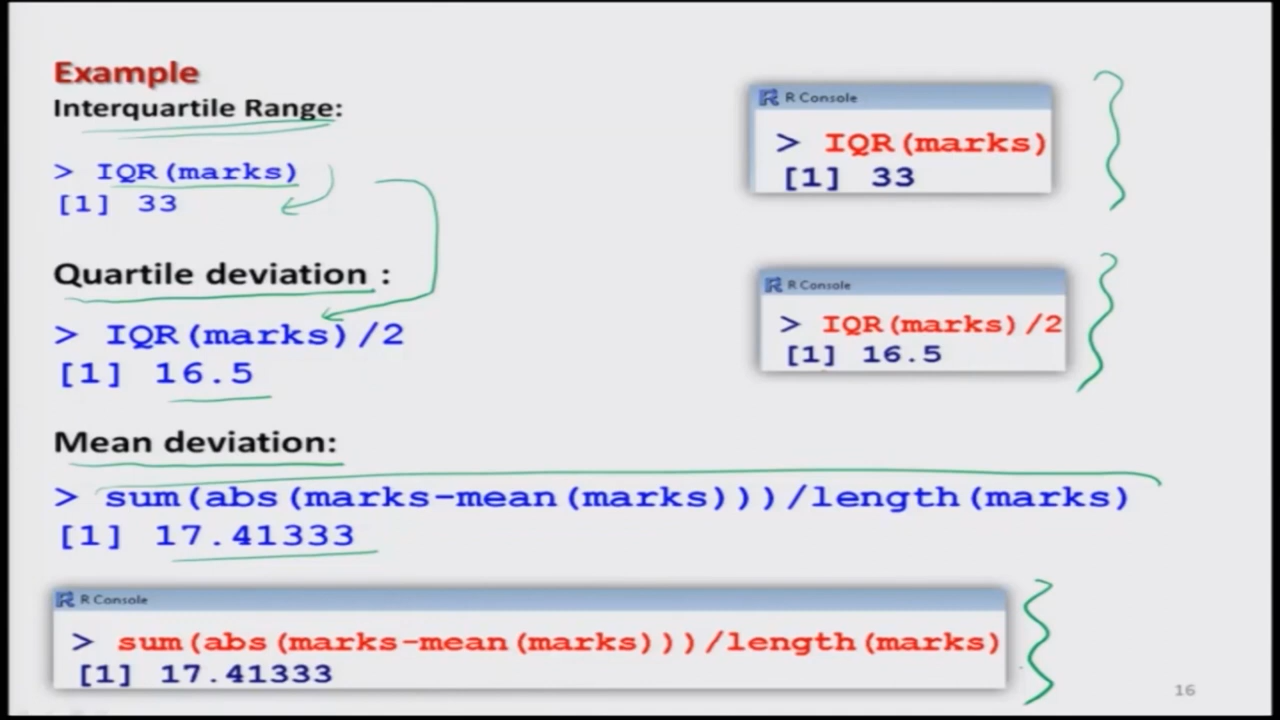 Example
Interquartile Range:
> IQR(marks)
[1] 33
Quartile deviation :
> IQR(marks)/2
[1] 16.5
Mean deviation:
> sum(abs(marks-mean(marks)))/length(marks)
[1] 17.41333
R Console
> IQR(marks)
[1] 33
R Console
> IQR(marks)/2
[1] 16.5
R Console
> sum(abs(marks-mean(marks)))/length(marks)
[1] 17.41333
16